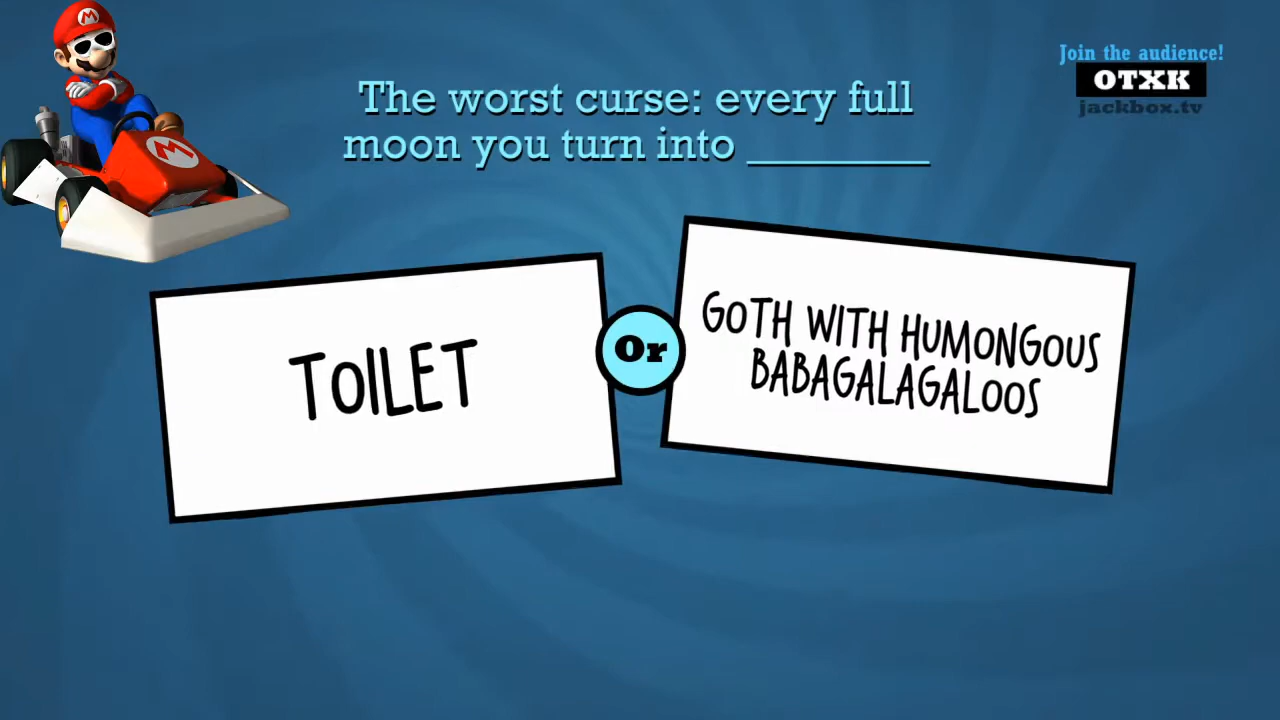 Join the audience!
OTXK
jackbox.tv
The worst curse: every full
moon you turn into ________
TOILET
Or
GOTH WITH HUMONGOUS
BABAGALAGALOOS
M
M